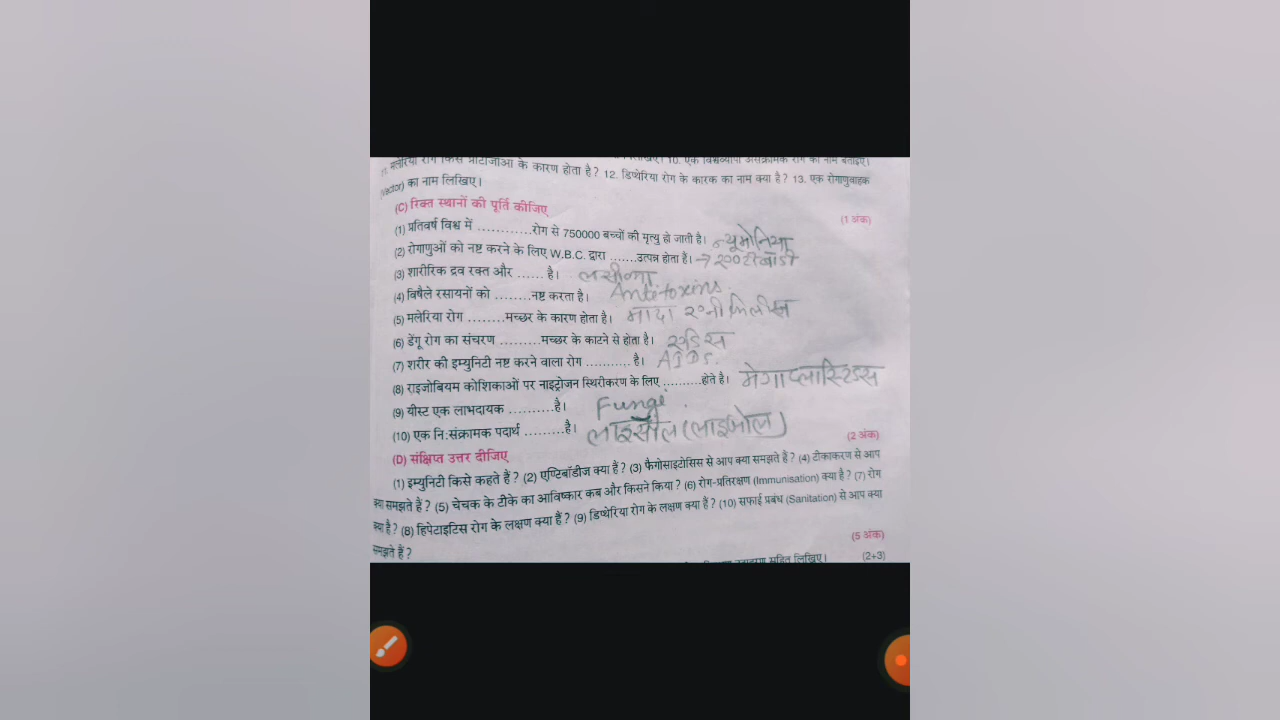 11. मलेरिया रोग किस प्रोटोजोआ के कारण होता है? 12. डिप्थेरिया रोग के कारक का नाम क्या है? 13. एक रोगाणुवाहक
(Vector) का नाम लिखिए।
(C) रिक्त स्थानों की पूर्ति कीजिए (1 अंक)
(1) प्रतिवर्ष विश्व में ............रोग से 750000 बच्चों की मृत्यु हो जाती है। न्यूमोनिया
(2) रोगाणुओं को नष्ट करने के लिए W.B.C. द्वारा .......उत्पन्न होता है। →
(3) शारीरिक द्रव रक्त और ...... है। लसीका
(4) विषैले रसायनों को ........नष्ट करता है। Antitoxins.
(5) मलेरिया रोग ........मच्छर के कारण होता है। मादा
(6) डेंगू रोग का संचरण .........मच्छर के काटने से होता है। एडिस
(7) शरीर की इम्युनिटी नष्ट करने वाला रोग .......... है। AIDS.
(8) राइजोबियम कोशिकाओं पर नाइट्रोजन स्थिरीकरण के लिए .........होते है। मेगाप्लास्टिडस
(9) यीस्ट एक लाभदायक ..........है। Fungi.
(10) एक नि:संक्रामक पदार्थ .........है। लाइसोल (लाइजोल)
(D) संक्षिप्त उत्तर दीजिए (2 अंक)
(1) इम्युनिटी किसे कहते हैं? (2) एण्टिबॉडीज क्या हैं? (3) फैगोसाइटोसिस से आप क्या समझते हैं? (4) टीकाकरण से आप
क्या समझते हैं? (5) चेचक के टीके का आविष्कार कब और किसने किया? (6) रोग-प्रतिरक्षण (Immunisation) क्या है? (7) रोग
क्या है? (8) हिपेटाइटिस रोग के लक्षण क्या हैं? (9) डिप्थेरिया रोग के लक्षण क्या हैं? (10) सफाई प्रबंध (Sanitation) से आप क्या
समझते हैं?
(5 अंक)
सहित लिखिए। (2+3)